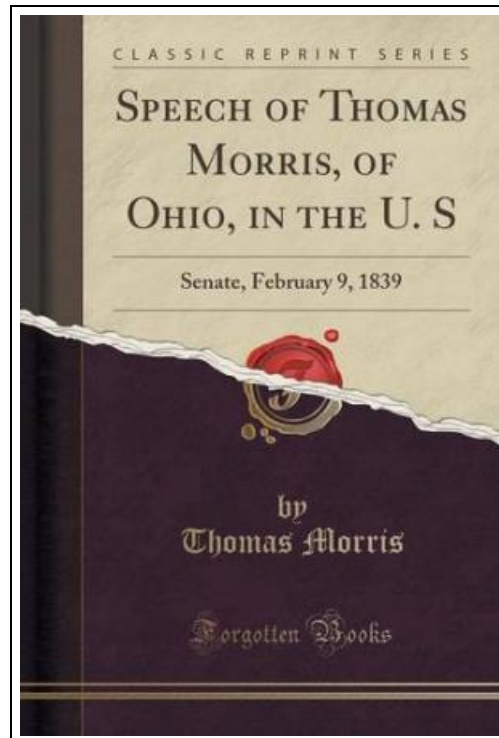 CLASSIC REPRINT SERIES
SPEECH OF THOMAS
MORRIS, OF
OHIO, IN THE U. S
Senate, February 9, 1839
by
Thomas Morris
Forgotten Books